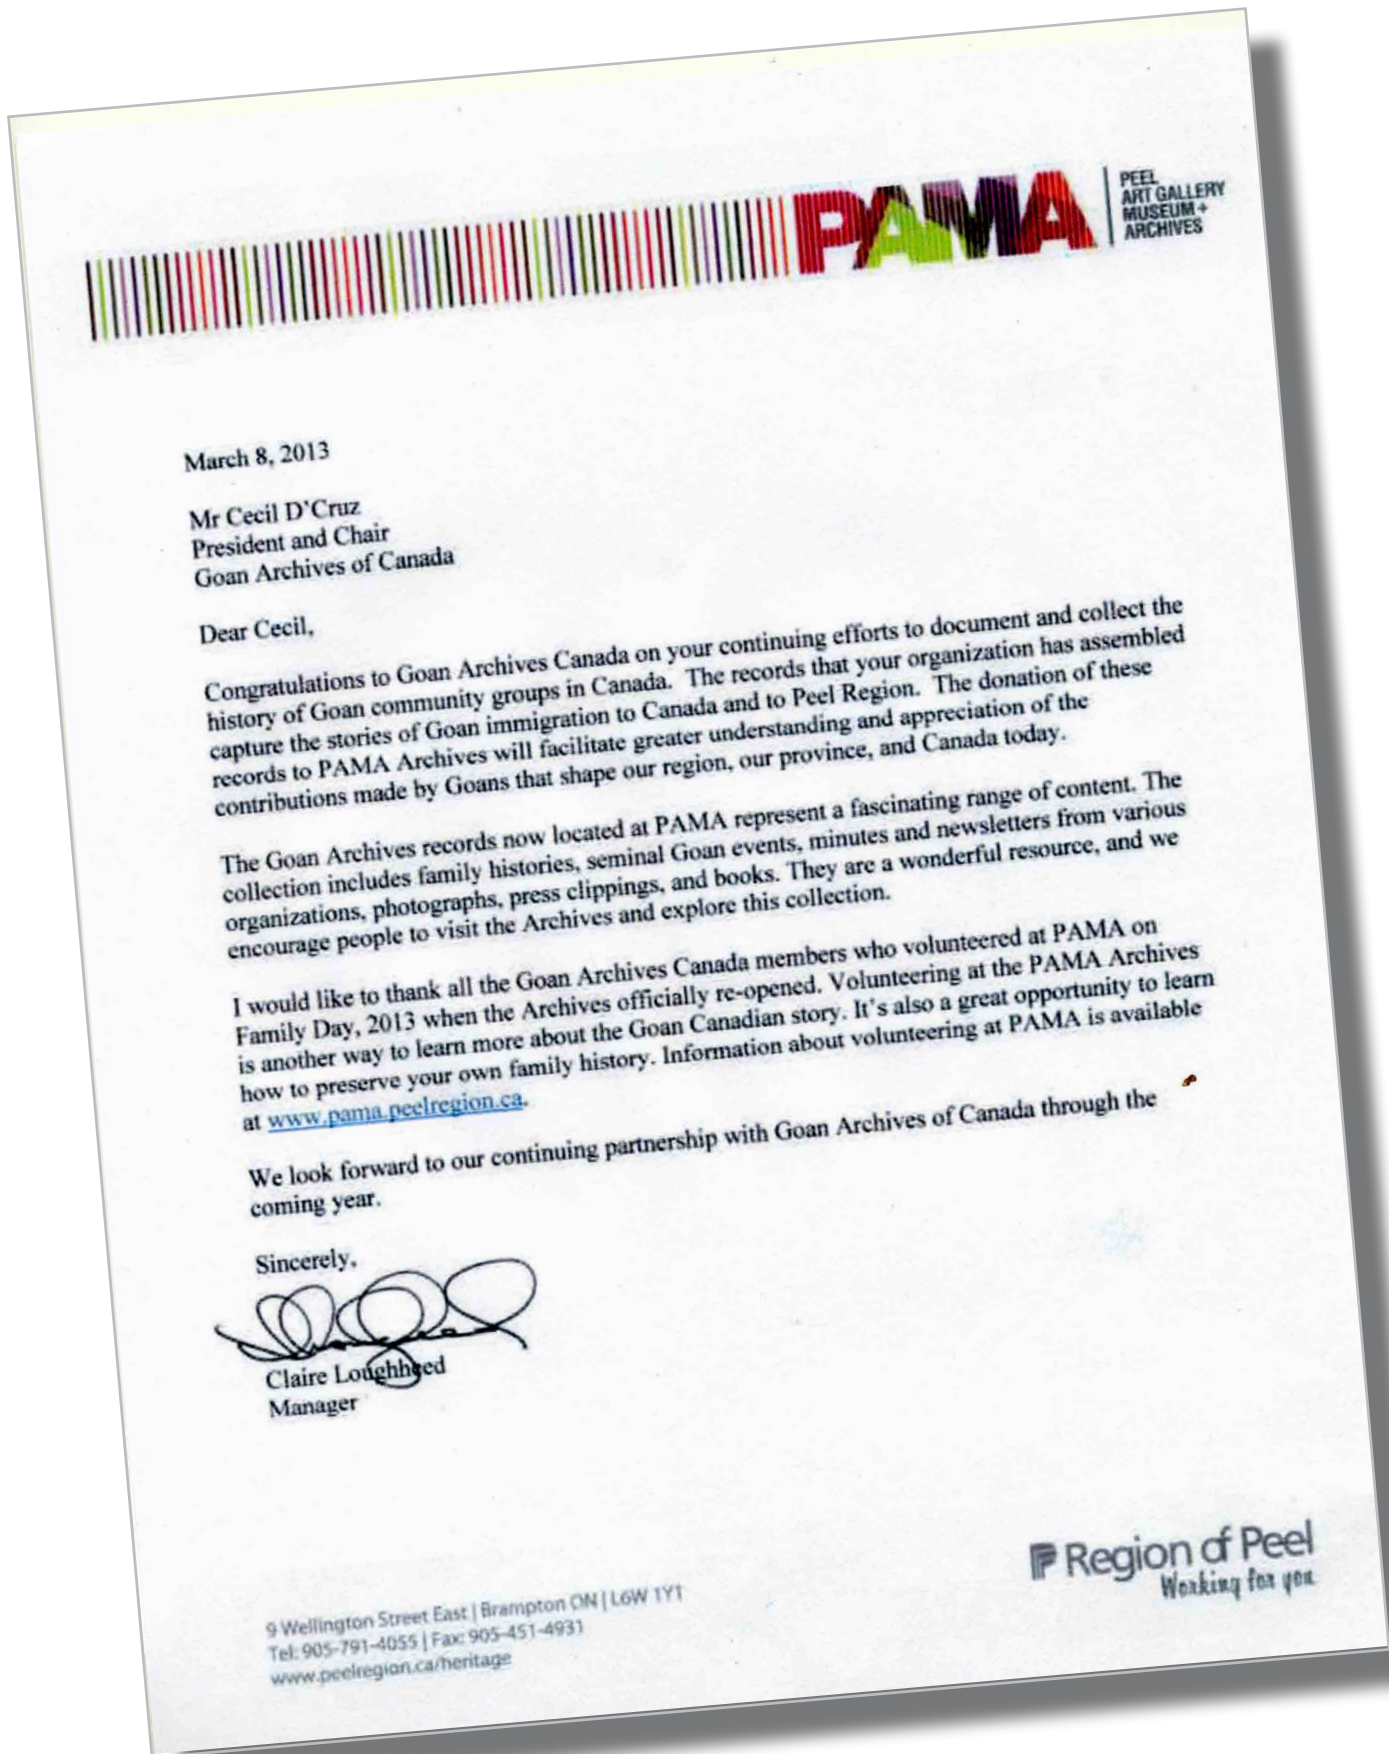 PAMA
PEEL
ART GALLERY
MUSEUM +
ARCHIVES
March 8, 2013
Mr Cecil D'Cruz
President and Chair
Goan Archives of Canada
Dear Cecil,
Congratulations to Goan Archives Canada on your continuing efforts to document and collect the
history of Goan community groups in Canada.  The records that your organization has assembled
capture the stories of Goan immigration to Canada and to Peel Region.  The donation of these
records to PAMA Archives will facilitate greater understanding and appreciation of the
contributions made by Goans that shape our region, our province, and Canada today.
The Goan Archives records now located at PAMA represent a fascinating range of content. The
collection includes family histories, seminal Goan events, minutes and newsletters from various
organizations, photographs, press clippings, and books. They are a wonderful resource, and we
encourage people to visit the Archives and explore this collection.
I would like to thank all the Goan Archives Canada members who volunteered at PAMA on
Family Day, 2013 when the Archives officially re-opened. Volunteering at the PAMA Archives
is another way to learn more about the Goan Canadian story. It's also a great opportunity to learn
how to preserve your own family history. Information about volunteering at PAMA is available
at www.pama.peelregion.ca.
We look forward to our continuing partnership with Goan Archives of Canada through the
coming year.
Sincerely,
Claire Loughheed
Manager
Region of Peel
Working for you
9 Wellington Street East | Brampton ON | L6W 1Y1
Tel: 905-791-4055 | Fax: 905-451-4931
www.peelregion.ca/heritage